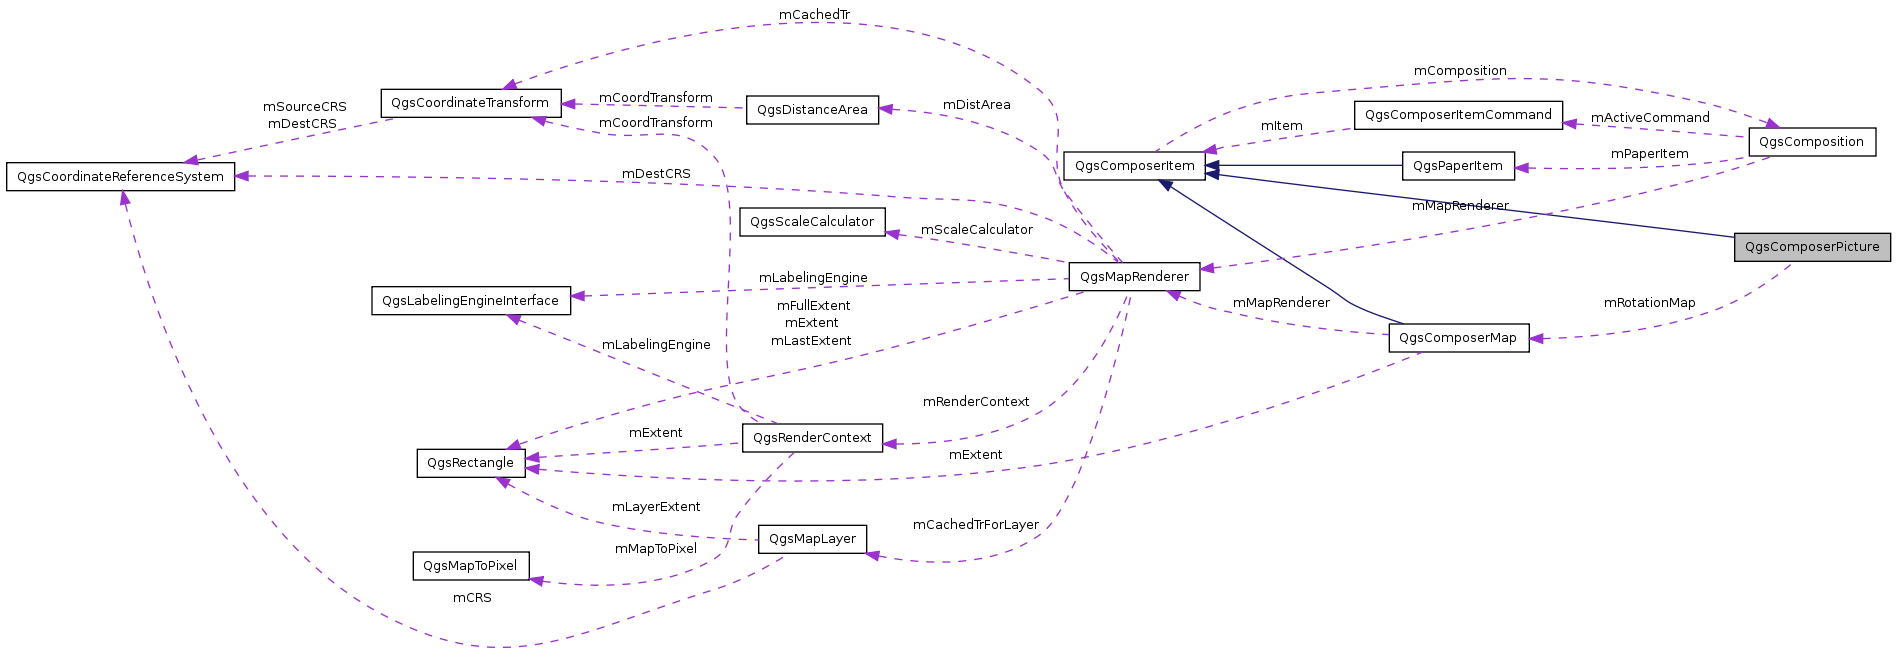 mCachedTr
mComposition
QgsCoordinateTransform
mCoordTransform
QgsDistanceArea
mDistArea
mSourceCRS
mDestCRS
mCoordTransform
QgsComposerItemCommand
mActiveCommand
mItem
QgsComposition
QgsCoordinateReferenceSystem
mDestCRS
QgsComposerItem
QgsPaperItem
mPaperItem
QgsScaleCalculator
mScaleCalculator
mMapRenderer
QgsComposerPicture
QgsLabelingEngineInterface
mLabelingEngine
QgsMapRenderer
mFullExtent
mExtent
mLastExtent
mMapRenderer
mRotationMap
QgsComposerMap
mLabelingEngine
mRenderContext
QgsRenderContext
mExtent
QgsRectangle
mExtent
mLayerExtent
mCachedTrForLayer
QgsMapLayer
mMapToPixel
QgsMapToPixel
mCRS